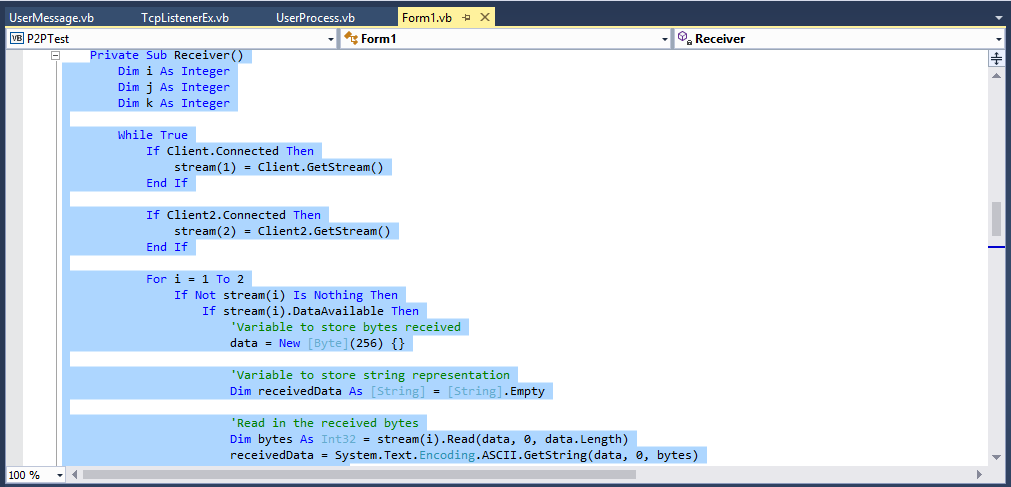 UserMessage.vb TcpListenerEx.vb UserProcess.vb Form1.vb
VB P2PTest Form1 Receiver
Private Sub Receiver()
Dim i As Integer
Dim j As Integer
Dim k As Integer
While True
If Client.Connected Then
stream(1) = Client.GetStream()
End If
If Client2.Connected Then
stream(2) = Client2.GetStream()
End If
For i = 1 To 2
If Not stream(i) Is Nothing Then
If stream(i).DataAvailable Then
'Variable to store bytes received
data = New [Byte](256) {}
'Variable to store string representation
Dim receivedData As [String] = [String].Empty
'Read in the received bytes
Dim bytes As Int32 = stream(i).Read(data, 0, data.Length)
receivedData = System.Text.Encoding.ASCII.GetString(data, 0, bytes)
100 %